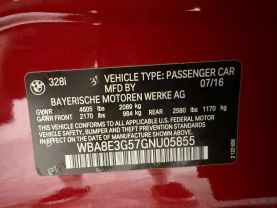 328i VEHICLE TYPE: PASSENGER CAR
07/16
BAYERISCHE MOTOREN WERKE AG
GVWR 4605 lbs 2089 kg
GAWR FRONT 2170 lbs 984 kg REAR 2580 lbs 1170 kg
THIS VEHICLE CONFORMS TO ALL APPLICABLE
FEDERAL MOTOR VEHICLE SAFETY, BUMPER, AND
THEFT PREVENTION STANDARDS IN EFFECT ON THE
DATE OF MANUFACTURE SHOWN ABOVE.
WBA8E3G57GNU05855